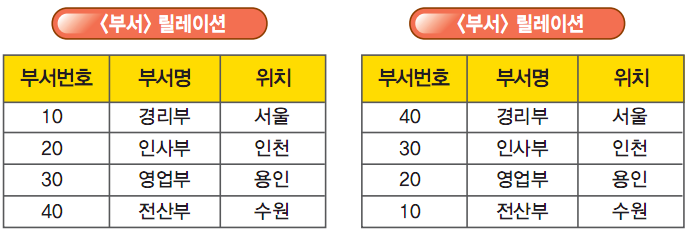 <부서> 릴레이션
부서번호 부서명 위치
10 경리부 서울
20 인사부 인천
30 영업부 용인
40 전산부 수원
<부서> 릴레이션
부서번호 부서명 위치
40 경리부 서울
30 인사부 인천
20 영업부 용인
10 전산부 수원